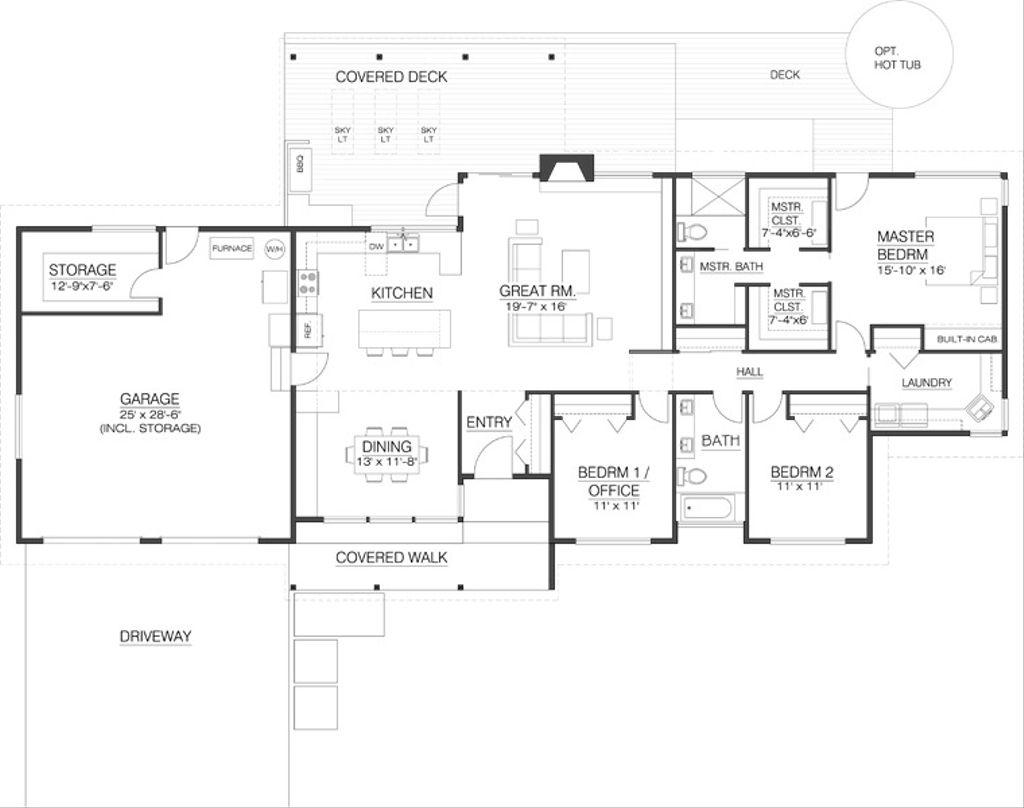 OPT.
HOT TUB
COVERED DECK
DECK
SKY
LT
SKY
LT
SKY
LT
BBQ
MSTR.
CLST.
7'-4"x6'-6"
MASTER
BEDRM
15'-10" x 16'
FURNACE
W/H
DW
STORAGE
12'-9"x7'-6"
MSTR. BATH
KITCHEN
GREAT RM.
19'-7" x 16'
MSTR.
CLST.
7'-4"x6'
REF.
BUILT-IN CAB
HALL
LAUNDRY
GARAGE
25' x 28'-6"
(INCL. STORAGE)
ENTRY
DINING
13' x 11'-8"
BATH
BEDRM 1 /
OFFICE
11' x 11'
BEDRM 2
11' x 11'
COVERED WALK
DRIVEWAY